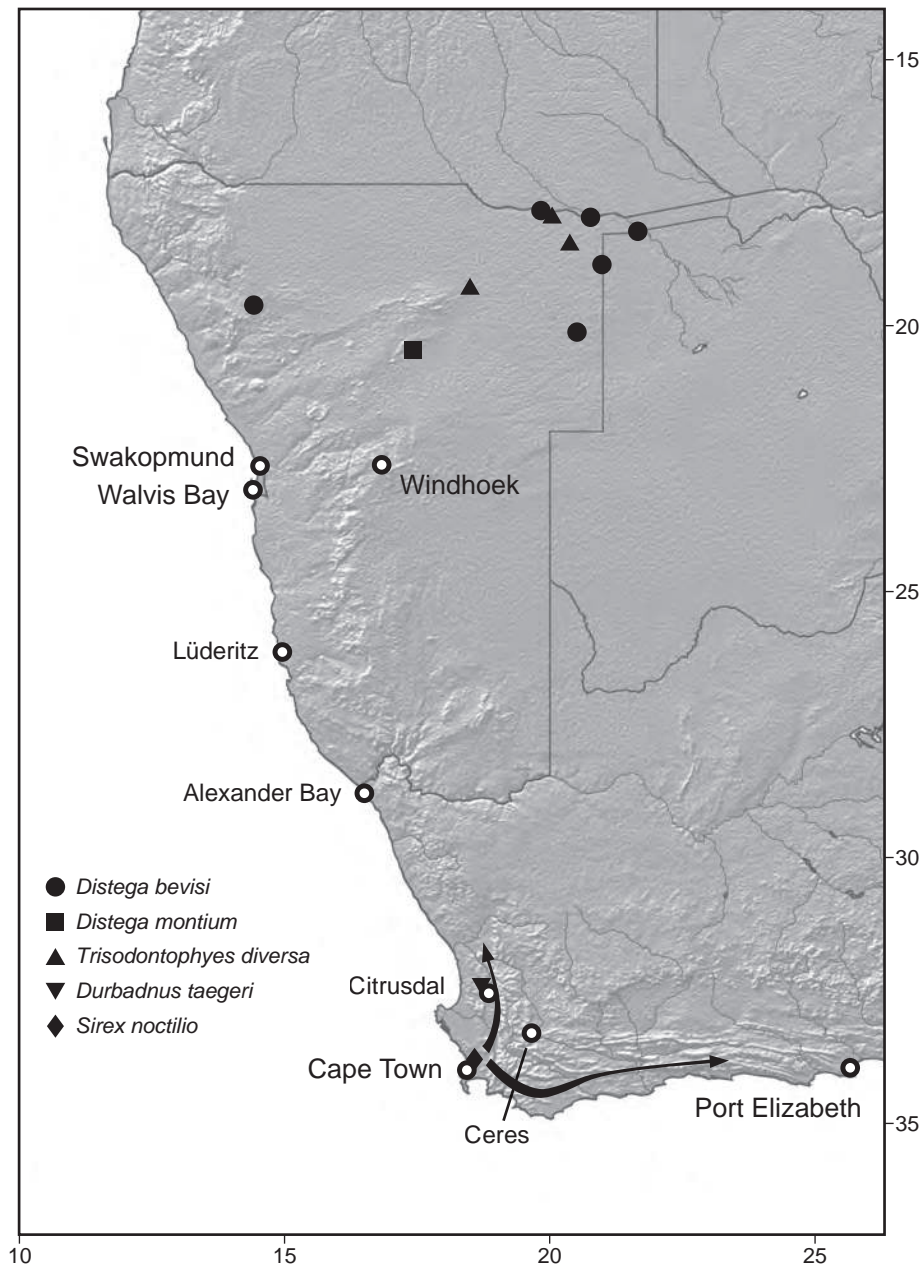 15
20
Swakopmund
Walvis Bay
Windhoek
25
Lüderitz
Alexander Bay
30
Distega bevisi
Distega montium
Trisodontophyes diversa
Durbadnus taegeri
Sirex noctilio
Citrusdal
Cape Town
Port Elizabeth
Ceres
35
10
15
20
25